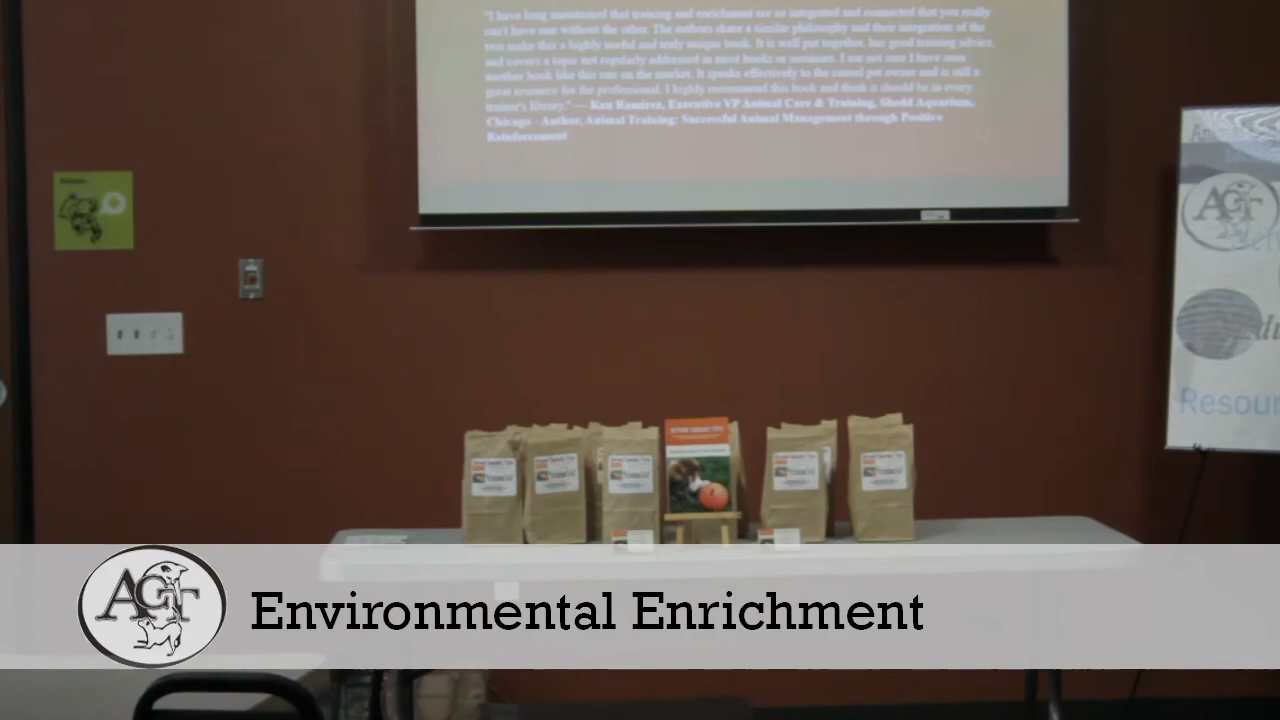 "I have long maintained that training and enrichment are so integrated and connected that you really
can't have one without the other. The authors share a similar philosophy and their integration of the
two make this a highly useful and truly unique book. It is well put together, has good training advice,
and covers a topic not regularly addressed in most books or seminars. I am not sure I have seen
another book like this one on the market. It speaks effectively to the casual pet owner and is still a
great resource for the professional. I highly recommend this book and think it should be in every
trainer's library." — Ken Ramirez, Executive VP Animal Care & Training, Shedd Aquarium,
Chicago Author, Animal Training: Successful Animal Management through Positive
Reinforcement
AGT
Resour
BEYOND SQUEAKY TOYS
AGT
Environmental Enrichment